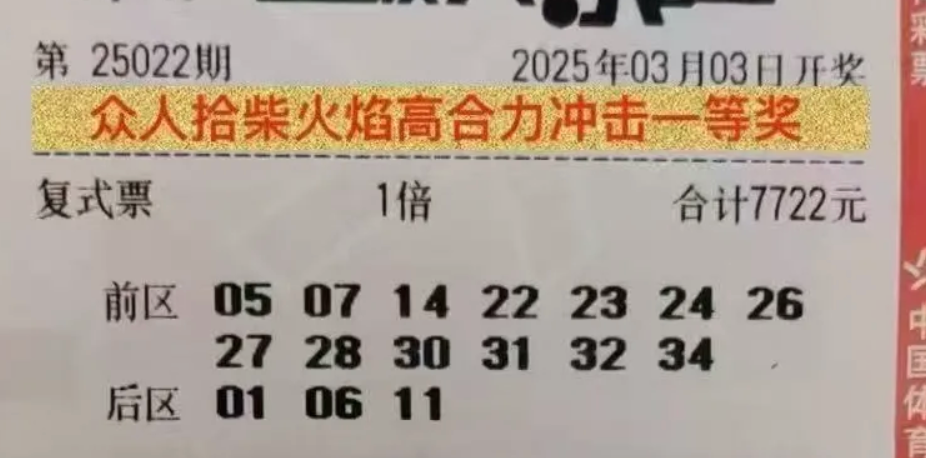 第 25022期 2025年03月03日开奖
众人拾柴火焰高合力冲击一等奖
复式票 1倍 合计7722元
前区 05 07 14 22 23 24 26
27 28 30 31 32 34
后区 01 06 11
彩票
中国体育